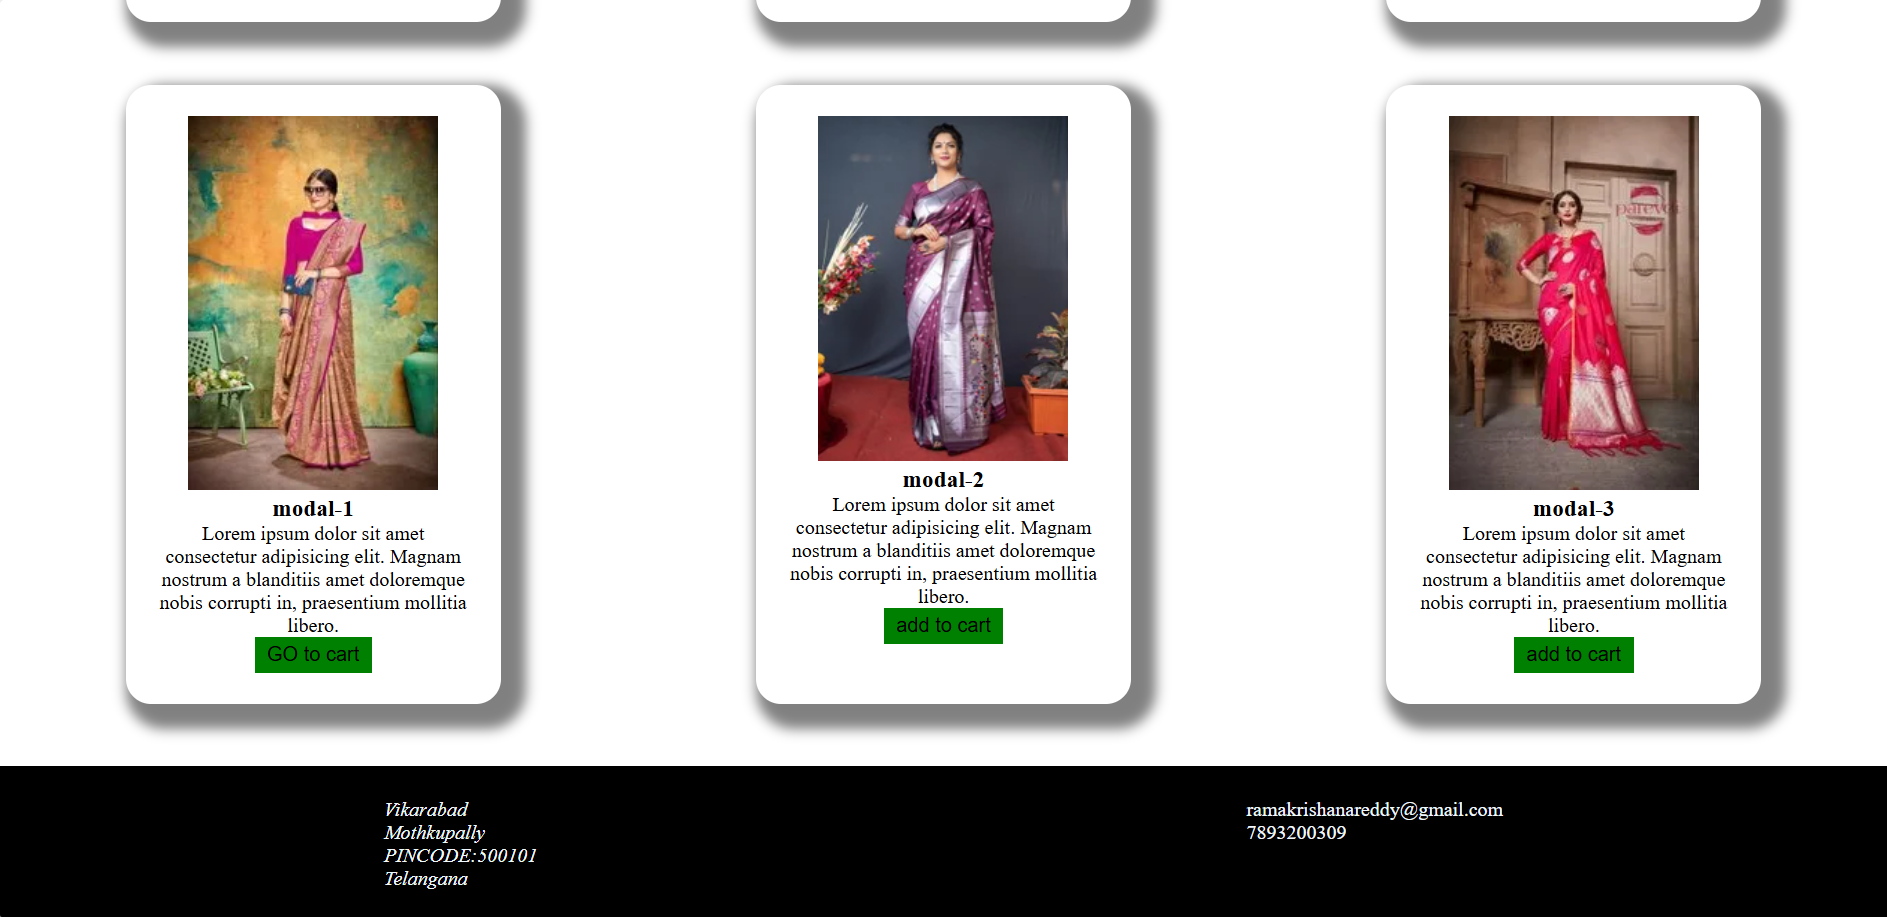 modal-1
Lorem ipsum dolor sit amet
consectetur adipisicing elit. Magnam
nostrum a blanditiis amet doloremque
nobis corrupti in, praesentium mollitia
libero.
GO to cart
modal-2
Lorem ipsum dolor sit amet
consectetur adipisicing elit. Magnam
nostrum a blanditiis amet doloremque
nobis corrupti in, praesentium mollitia
libero.
add to cart
parevdi
modal-3
Lorem ipsum dolor sit amet
consectetur adipisicing elit. Magnam
nostrum a blanditiis amet doloremque
nobis corrupti in, praesentium mollitia
libero.
add to cart
Vikarabad
Mothkupally
PINCODE:500101
Telangana
ramakrishanareddy@gmail.com
7893200309